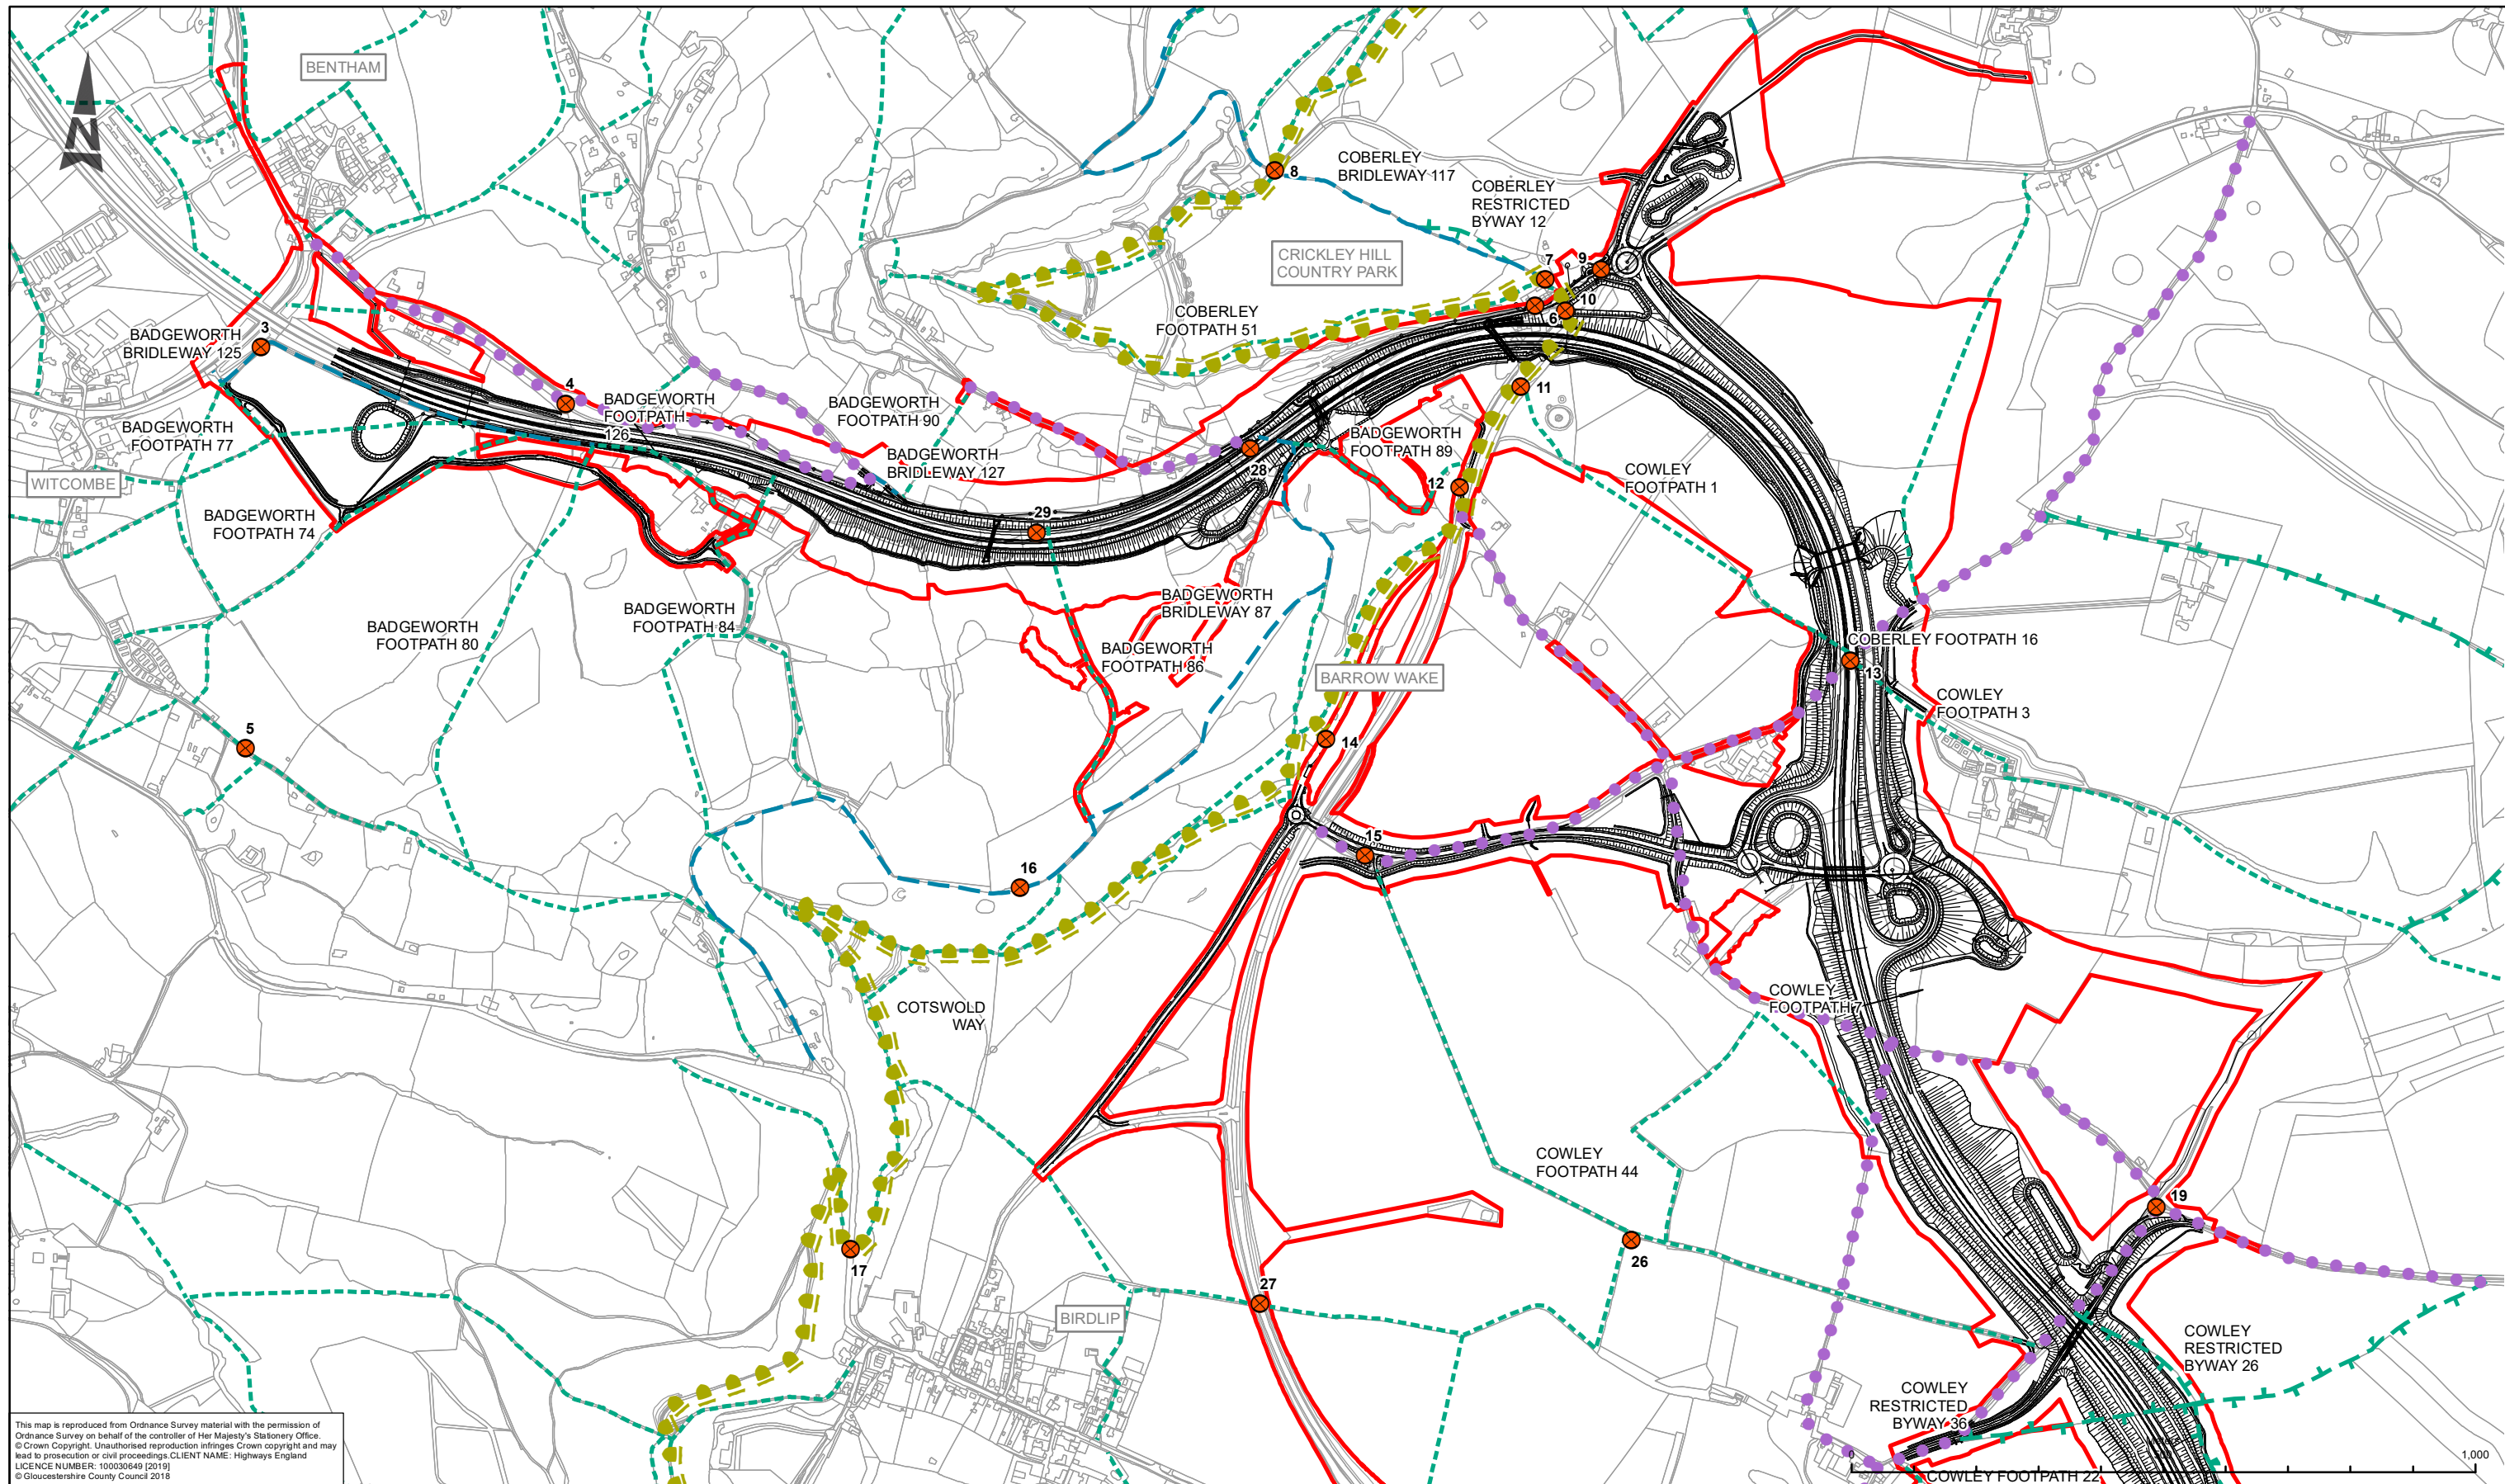 BENTHAM
N
8
COBERLEY
BRIDLEWAY 117
COBERLEY
RESTRICTED
BYWAY 12
CRICKLEY HILL
COUNTRY PARK
7
9
10
6
COBERLEY
FOOTPATH 51
BADGEWORTH
BRIDLEWAY 125
3
4
11
BADGEWORTH
FOOTPATH
126
BADGEWORTH
FOOTPATH 90
BADGEWORTH
FOOTPATH 77
BADGEWORTH
BRIDLEWAY 127
28
BADGEWORTH
FOOTPATH 89
COWLEY
FOOTPATH 1
WITCOMBE
12
BADGEWORTH
FOOTPATH 74
29
BADGEWORTH
BRIDLEWAY 87
BADGEWORTH
FOOTPATH 84
BADGEWORTH
FOOTPATH 80
BADGEWORTH
FOOTPATH 86
COBERLEY FOOTPATH 16
13
BARROW WAKE
COWLEY
FOOTPATH 3
5
14
15
16
COTSWOLD
WAY
COWLEY
FOOTPATH 7
COWLEY
FOOTPATH 44
19
17
26
27
BIRDLIP
COWLEY
RESTRICTED
BYWAY 26
COWLEY
RESTRICTED
BYWAY 36
0
1,000
COWLEY FOOTPATH 22
This map is reproduced from Ordnance Survey material with the permission of
Ordnance Survey on behalf of the controller of Her Majesty's Stationery Office.
© Crown Copyright. Unauthorised reproduction infringes Crown copyright and may
lead to prosecution or civil proceedings.CLIENT NAME: Highways England
LICENCE NUMBER: 100030649 [2019]
© Gloucestershire County Council 2018